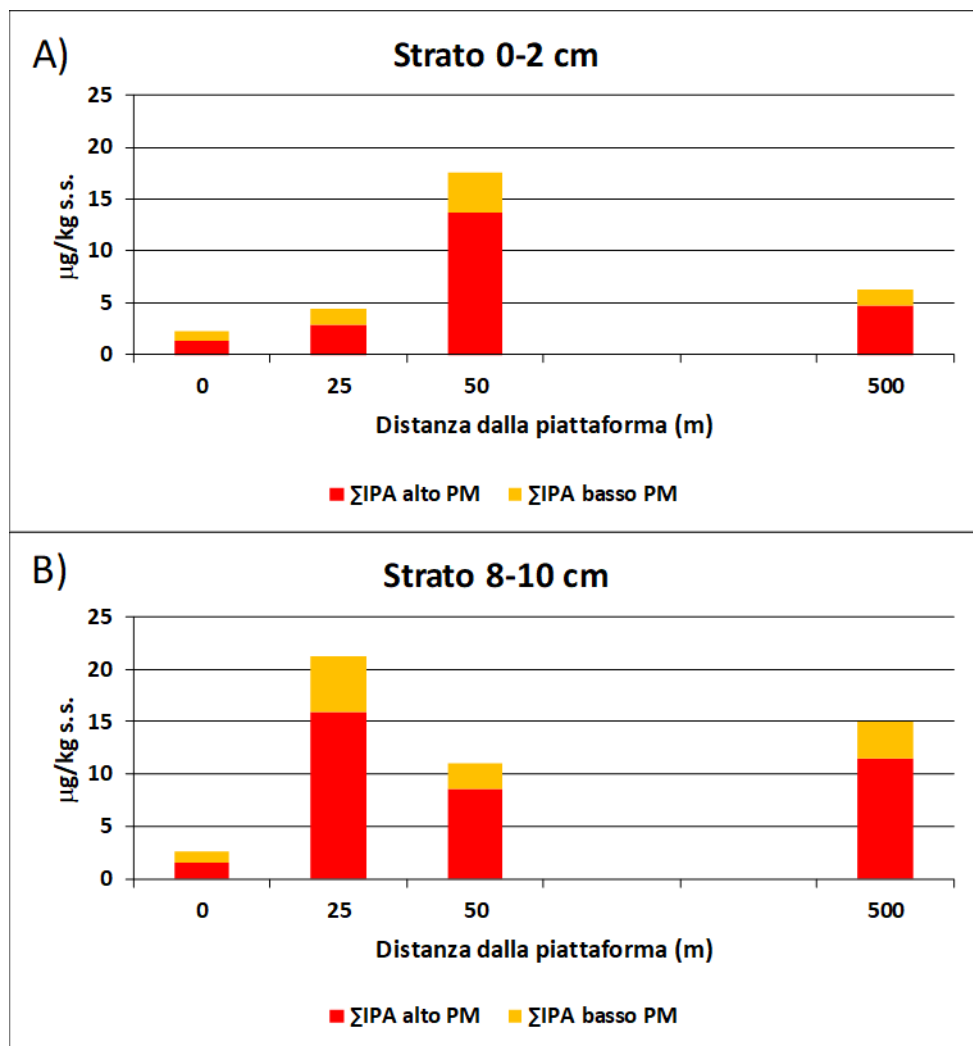 A)
Strato 0-2 cm
25
20
15
10
5
0
µg/kg s.s.
0 25 50 500
Distanza dalla piattaforma (m)
∑IPA alto PM ∑IPA basso PM
B)
Strato 8-10 cm
25
20
15
10
5
0
µg/kg s.s.
0 25 50 500
Distanza dalla piattaforma (m)
∑IPA alto PM ∑IPA basso PM